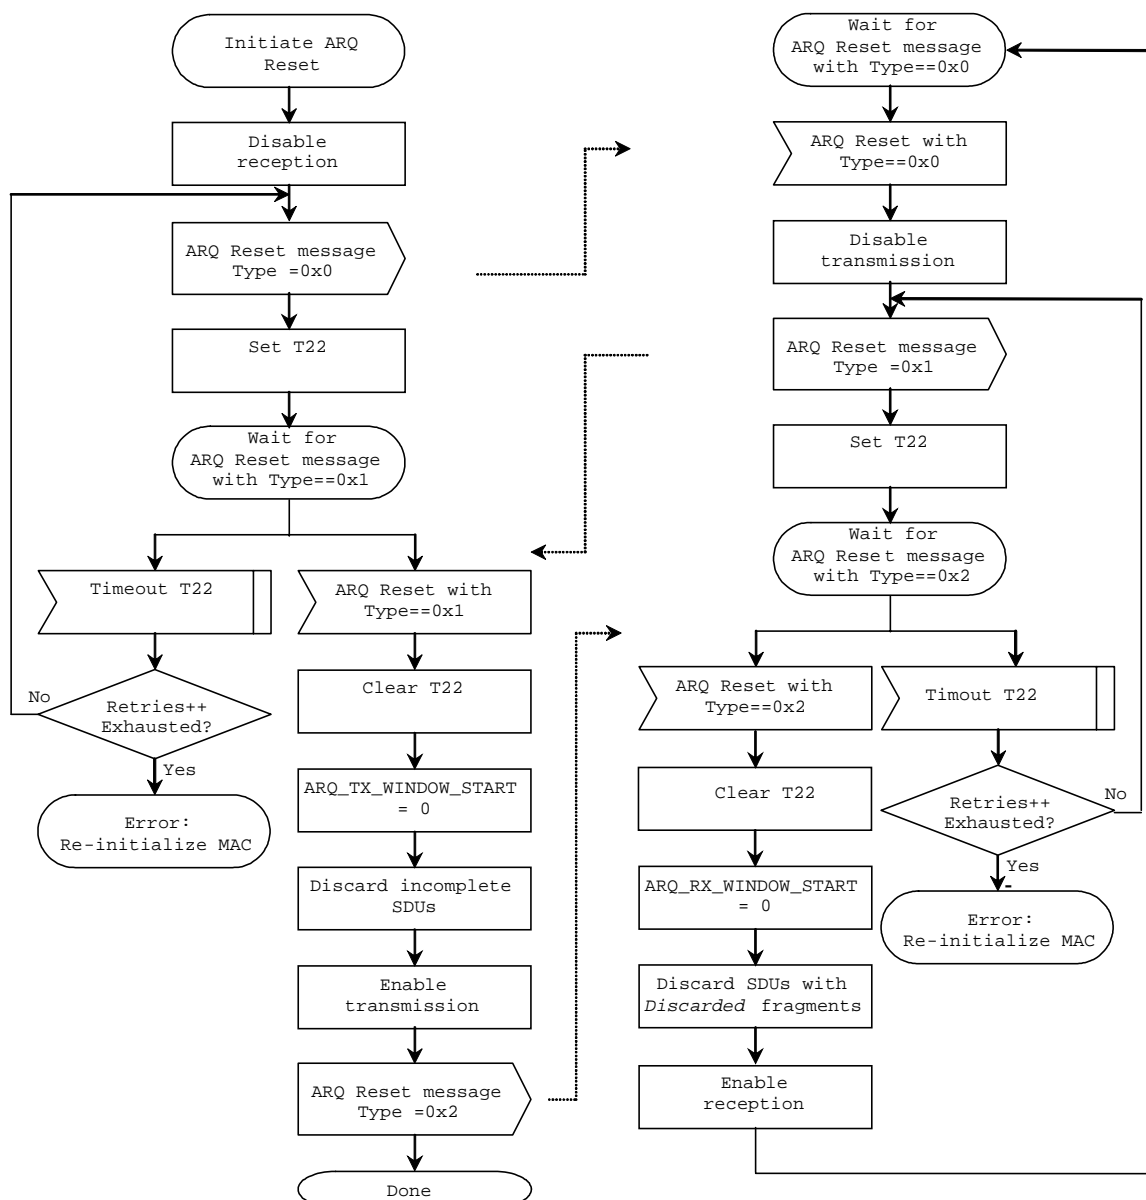 Initiate ARQ
Reset
Disable
reception
ARQ Reset message
Type =0x0
Set T22
Wait for
ARQ Reset message
with Type==0x1
Timeout T22
Retries++
Exhausted?
No
Yes
Error:
Re-initialize MAC
ARQ Reset with
Type==0x1
Clear T22
ARQ_TX_WINDOW_START
= 0
Discard incomplete
SDUs
Enable
transmission
ARQ Reset message
Type =0x2
Done
Wait for
ARQ Reset message
with Type==0x0
ARQ Reset with
Type==0x0
Disable
transmission
ARQ Reset message
Type =0x1
Set T22
Wait for
ARQ Reset message
with Type==0x2
ARQ Reset with
Type==0x2
Clear T22
ARQ_RX_WINDOW_START
= 0
Discard SDUs with
Discarded fragments
Enable
reception
Timout T22
Retries++
Exhausted?
No
Yes
-
Error:
Re-initialize MAC